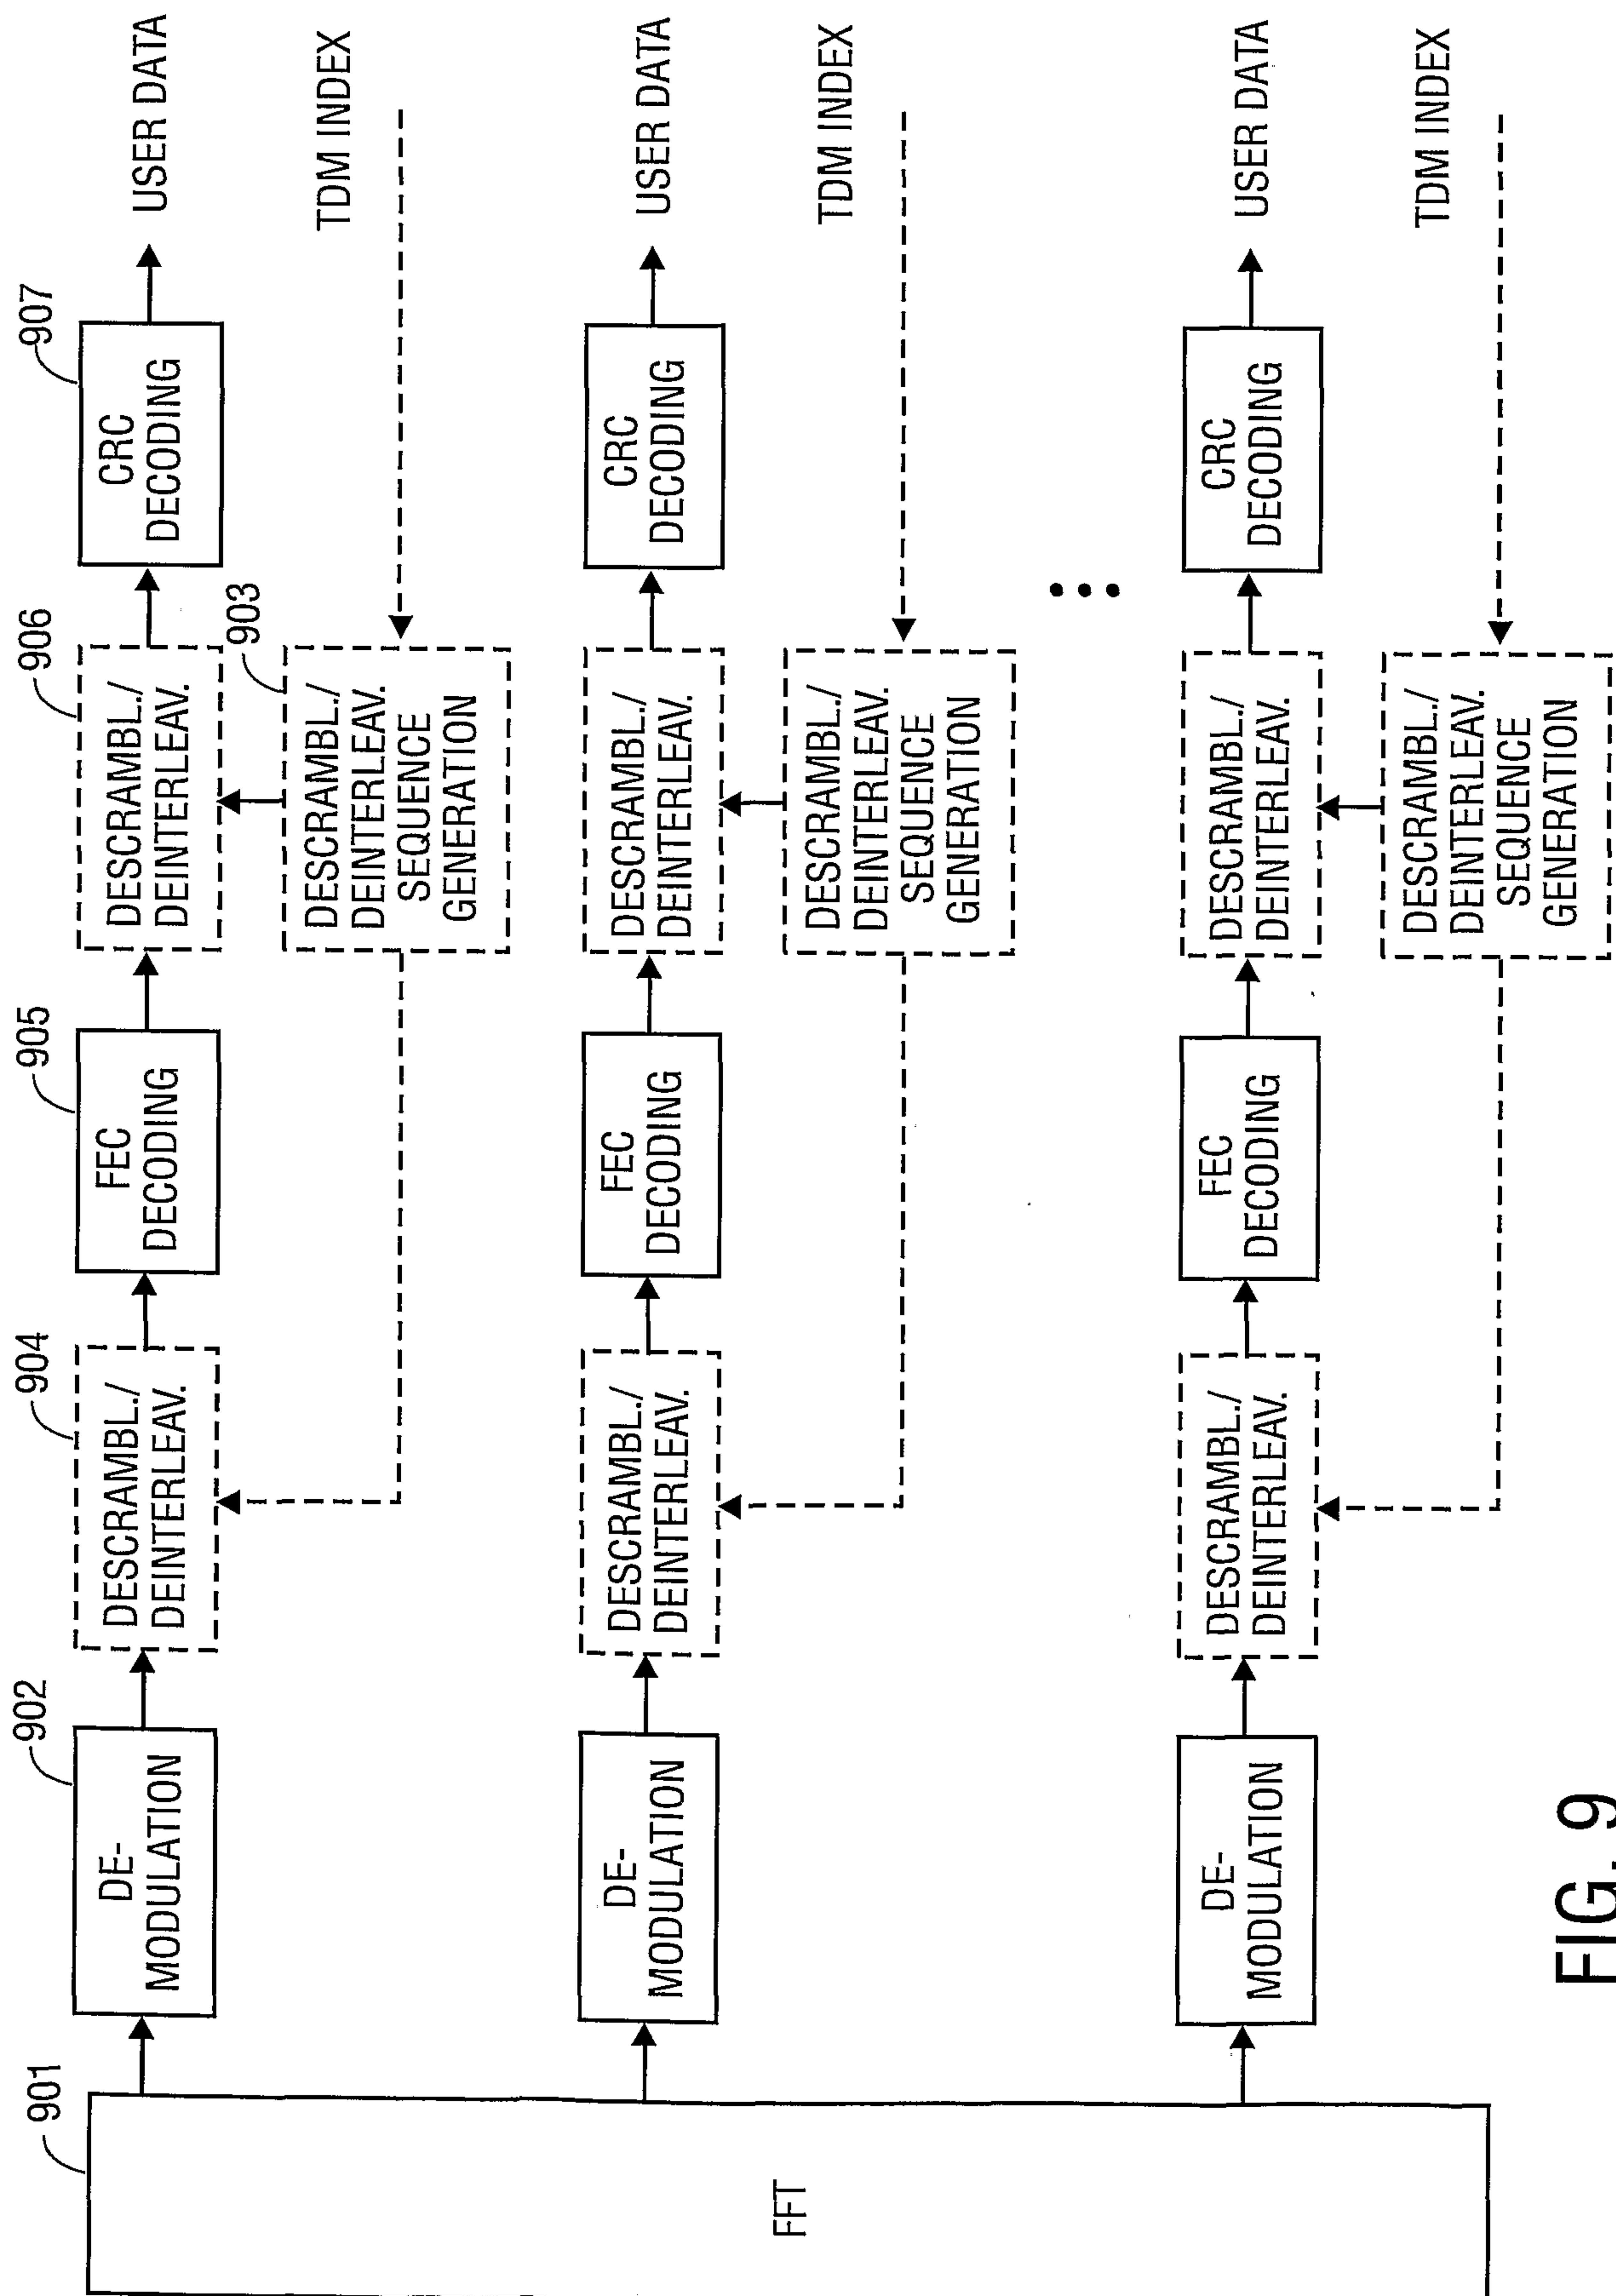 901
FFT
902
DE-
MODULATION
904
DESCRAMBL./
DEINTERLEAV.
905
FEC
DECODING
906
DESCRAMBL./
DEINTERLEAV.
907
CRC
DECODING
USER DATA
903
DESCRAMBL./
DEINTERLEAV.
SEQUENCE
GENERATION
TDM INDEX
DE-
MODULATION
DESCRAMBL./
DEINTERLEAV.
FEC
DECODING
DESCRAMBL./
DEINTERLEAV.
CRC
DECODING
USER DATA
DESCRAMBL./
DEINTERLEAV.
SEQUENCE
GENERATION
TDM INDEX
DE-
MODULATION
DESCRAMBL./
DEINTERLEAV.
FEC
DECODING
DESCRAMBL./
DEINTERLEAV.
CRC
DECODING
USER DATA
DESCRAMBL./
DEINTERLEAV.
SEQUENCE
GENERATION
TDM INDEX
FIG. 9